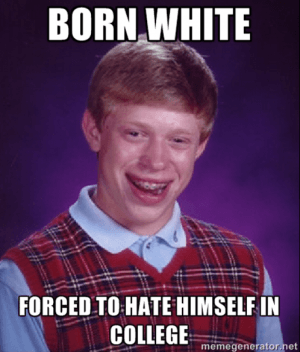 BORN WHITE
FORCED TO HATE HIMSELF IN
COLLEGE
memegenerator.net